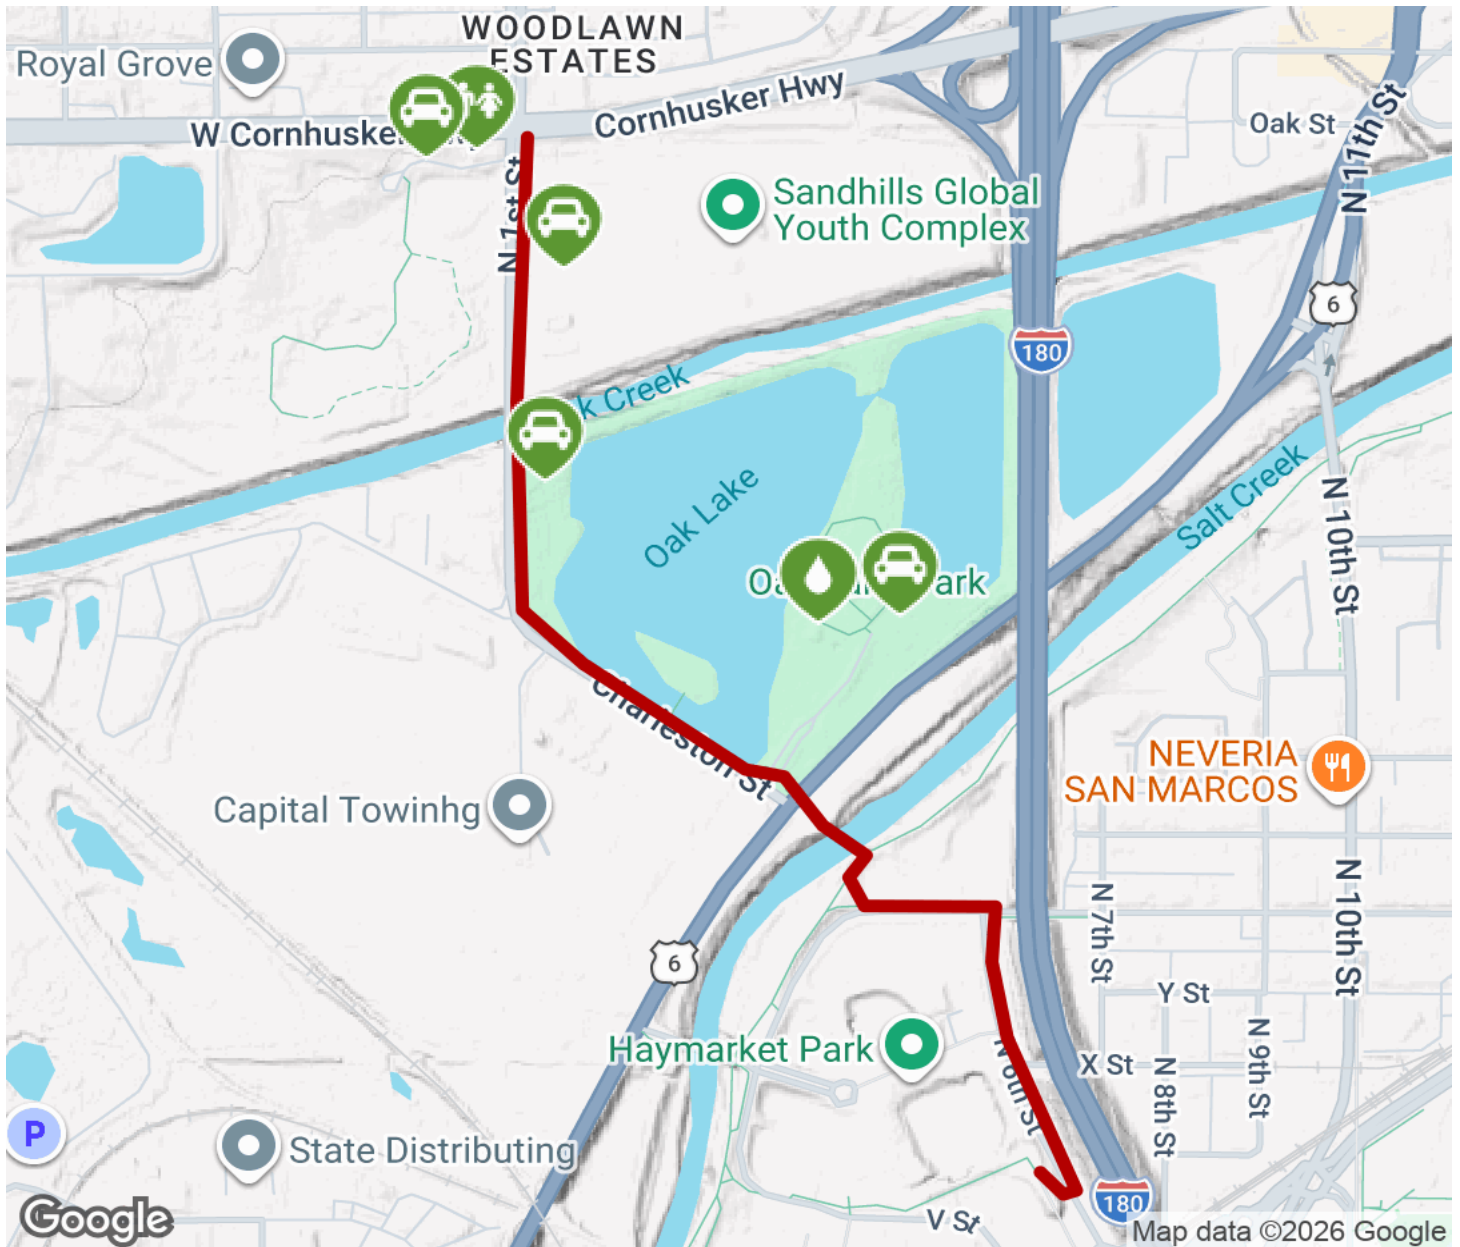 WOODLAWN
ESTATES
Royal Grove
Cornhusker Hwy
W Cornhusker
Oak St
N 11th St
N 1st St
Sandhills Global
Youth Complex
6
180
k Creek
Oak Lake
Salt Creek
N 10th St
Charleston St
NEVERIA
SAN MARCOS
Capital Towinhg
N 7th St
N 10th St
6
Y St
Haymarket Park
N 6th St
X St
N 8th St
N 9th St
P
State Distributing
180
V St
Google
Map data ©2026 Google